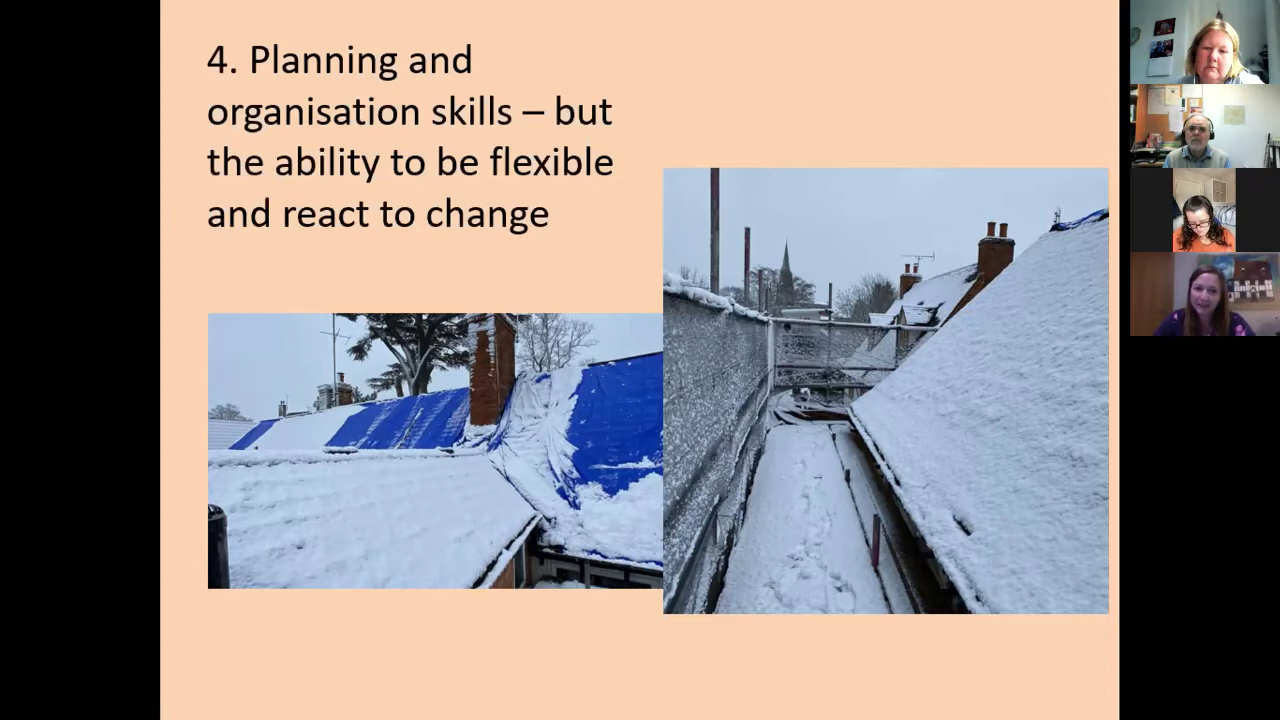 4. Planning and
organisation skills – but
the ability to be flexible
and react to change